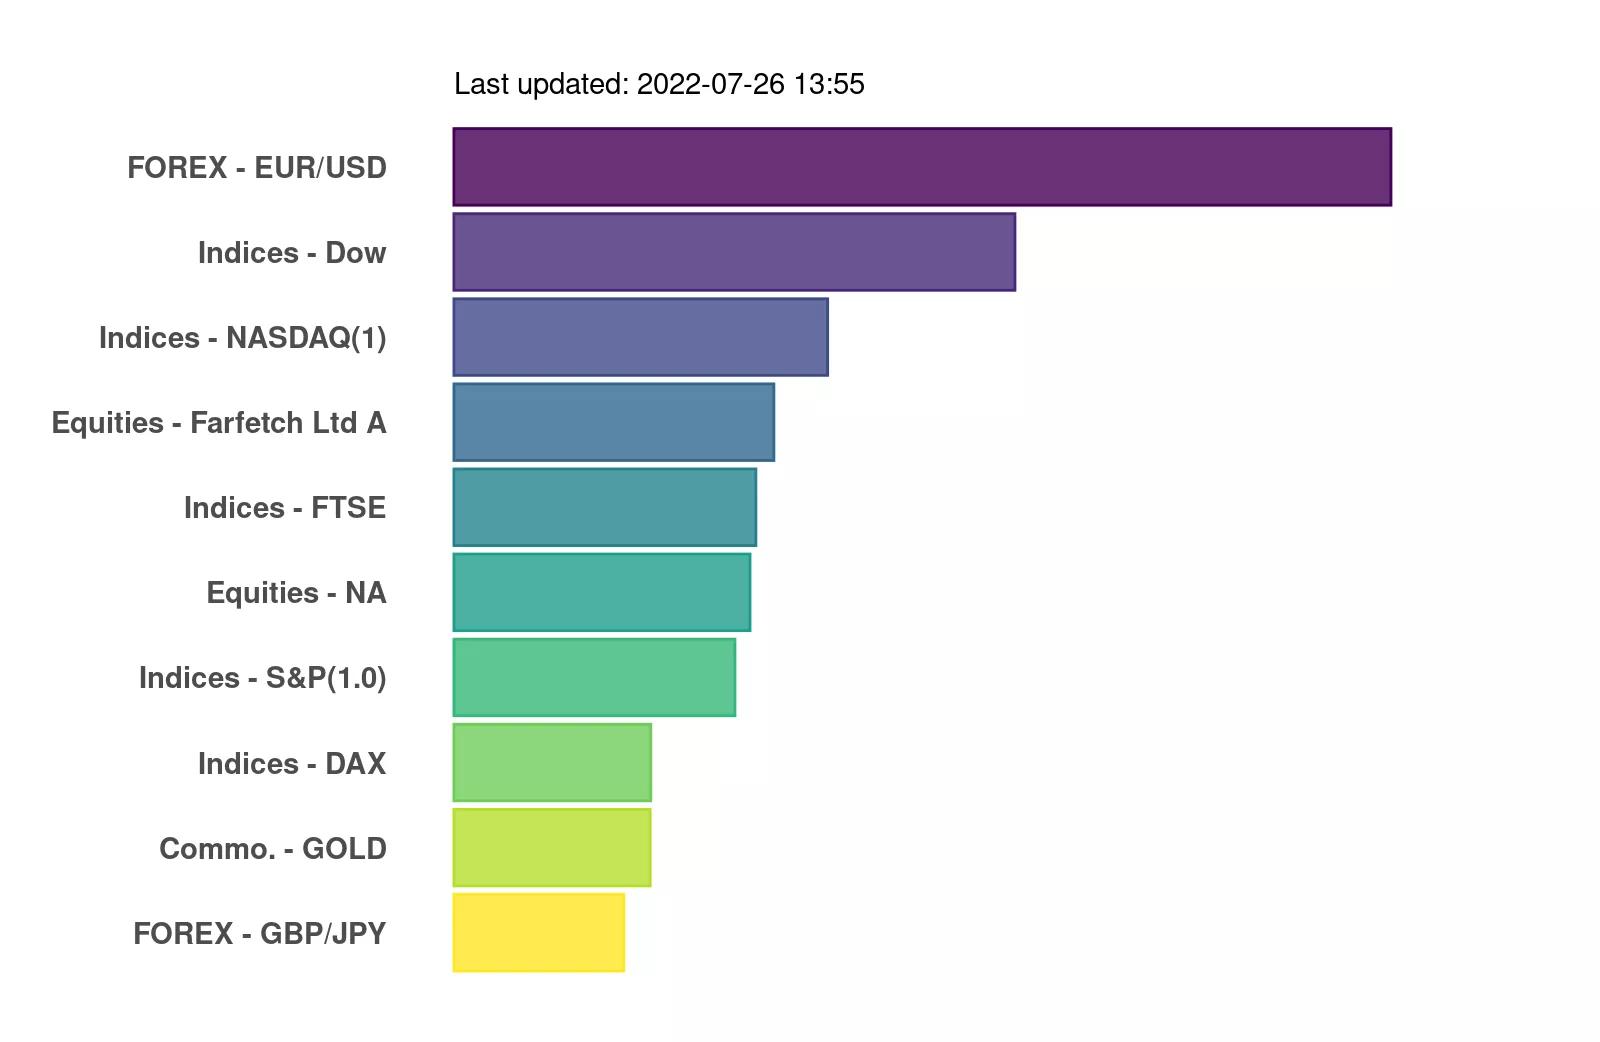 Last updated: 2022-07-26 13:55
FOREX - EUR/USD
Indices - Dow
Indices - NASDAQ(1)
Equities - Farfetch Ltd A
Indices - FTSE
Equities - NA
Indices - S&P(1.0)
Indices - DAX
Commo. - GOLD
FOREX - GBP/JPY